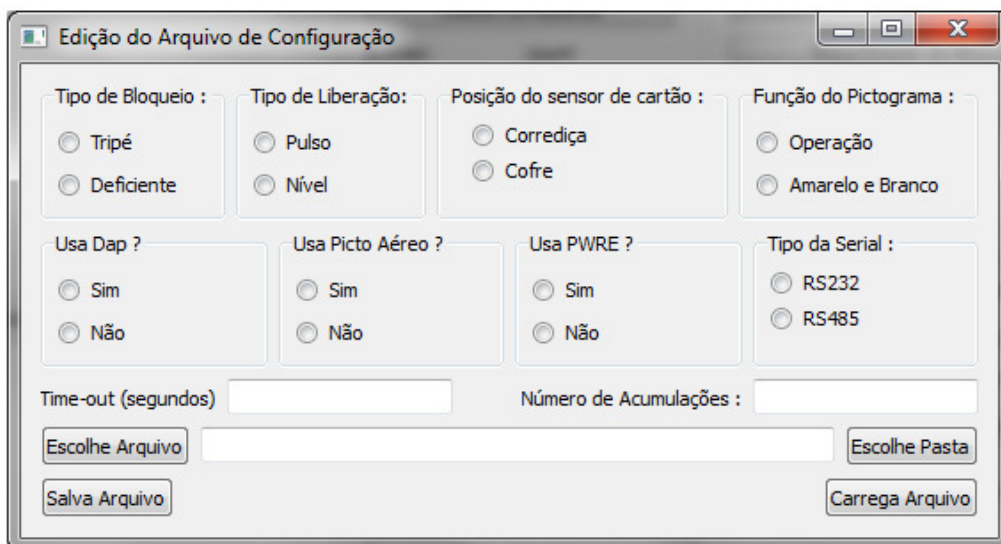 Edição do Arquivo de Configuração
Tipo de Bloqueio :
Tripé
Deficiente
Tipo de Liberação:
Pulso
Nível
Posição do sensor de cartão :
Corrediça
Cofre
Função do Pictograma :
Operação
Amarelo e Branco
Usa Dap ?
Sim
Não
Usa Picto Aéreo ?
Sim
Não
Usa PWRE ?
Sim
Não
Tipo da Serial :
RS232
RS485
Time-out (segundos)
Número de Acumulações :
Escolhe Arquivo
Escolhe Pasta
Salva Arquivo
Carrega Arquivo